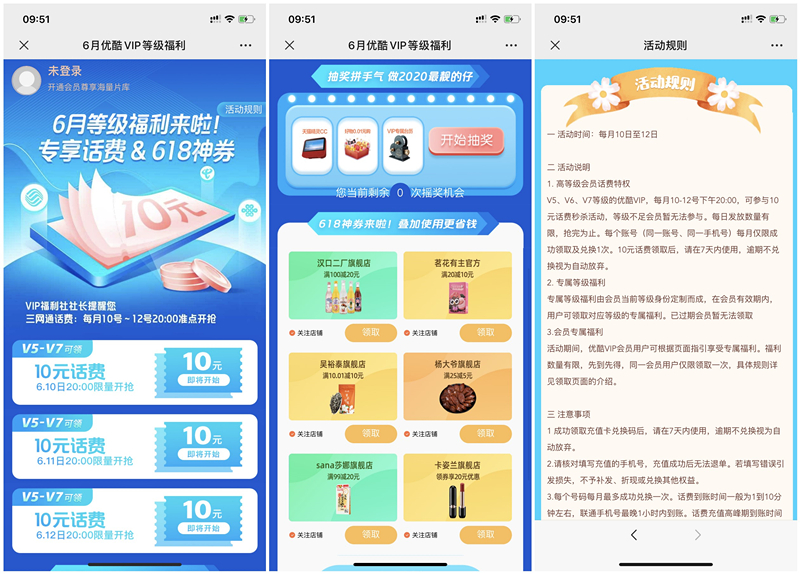 09:51
6月优酷VIP等级福利
未登录
开通会员尊享海量片库
活动规则
6月等级福利来啦!
专享话费 & 618神券
10元
VIP福利社社长提醒您
三网通话费：每月10号~12号20:00准点开抢
V5-V7可领
10元话费
6.10日20:00限量开抢
10元
即将开始
V5-V7可领
10元话费
6.11日20:00限量开抢
10元
即将开始
V5-V7可领
10元话费
6.12日20:00限量开抢
10元
即将开始
09:51
6月优酷VIP等级福利
抽奖拼手气 做2020最靓的仔
天猫精灵CC
VIP专属台历
开始抽奖
您当前剩余 0 次摇奖机会
618神券来啦！叠加使用更省钱
汉口二厂旗舰店
满100减20元
关注店铺
领取
茗花有主官方
满20减10元
关注店铺
领取
吴裕泰旗舰店
满10.01减10元
关注店铺
领取
杨大爷旗舰店
满25减5元
关注店铺
领取
sana莎娜旗舰店
满99减20元
关注店铺
领取
卡姿兰旗舰店
领券享20元优惠
关注店铺
领取
09:51
活动规则
活动规则
一 活动时间：每月10日至12日
二 活动说明
1. 高等级会员话费特权
V5、V6、V7等级的优酷VIP，每月10-12号下午20:00，可参与10
元话费秒杀活动，等级不足会员暂无法参与。每日发放数量有
限，抢完为止。每个账号（同一账号、同一手机号）每月仅限成
功领取及兑换1次。10元话费领取后，请在7天内使用，逾期不兑
换视为自动放弃。
2. 专属等级福利
专属等级福利由会员当前等级身份定制而成，在会员有效期内，
用户可领取对应等级的专属福利。已过期会员暂无法领取
3.会员专属福利
活动期间，优酷VIP会员用户可根据页面指引享受专属福利。福利
数量有限，先到先得，同一会员用户仅限领取一次，具体规则详
见领取页面的介绍。
三 注意事项
1 成功领取充值卡兑换码后，请在7天内使用，逾期不兑换视为自
动放弃。
2.请核对填写充值的手机号，充值成功后无法退单。若填写错误引
发损失，不予补发、折现或兑换其他权益。
3.每个号码每月最多成功兑换一次。话费到账时间一般为1到10分
钟左右，联通手机号最晚1小时内到账。话费充值高峰期到账时间